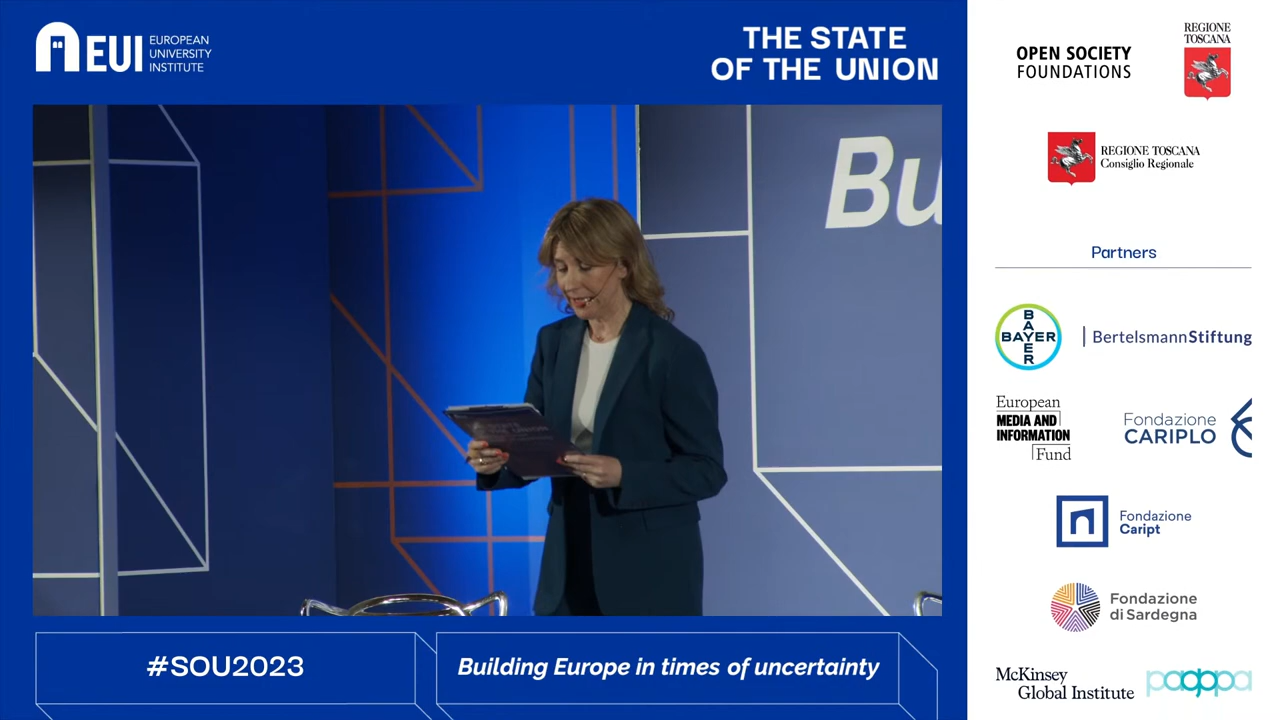 EUI
EUROPEAN
UNIVERSITY
INSTITUTE
THE STATE
OF THE UNION
Bu
#SOU2023
Building Europe in times of uncertainty
OPEN SOCIETY
FOUNDATIONS
REGIONE
TOSCANA
REGIONE TOSCANA
Consiglio Regionale
Partners
BAYER
BAYER
BertelsmannStiftung
European
MEDIA AND
INFORMATION
Fund
Fondazione
CARIPLO
Fondazione
Caript
Fondazione
di Sardegna
McKinsey
Global Institute